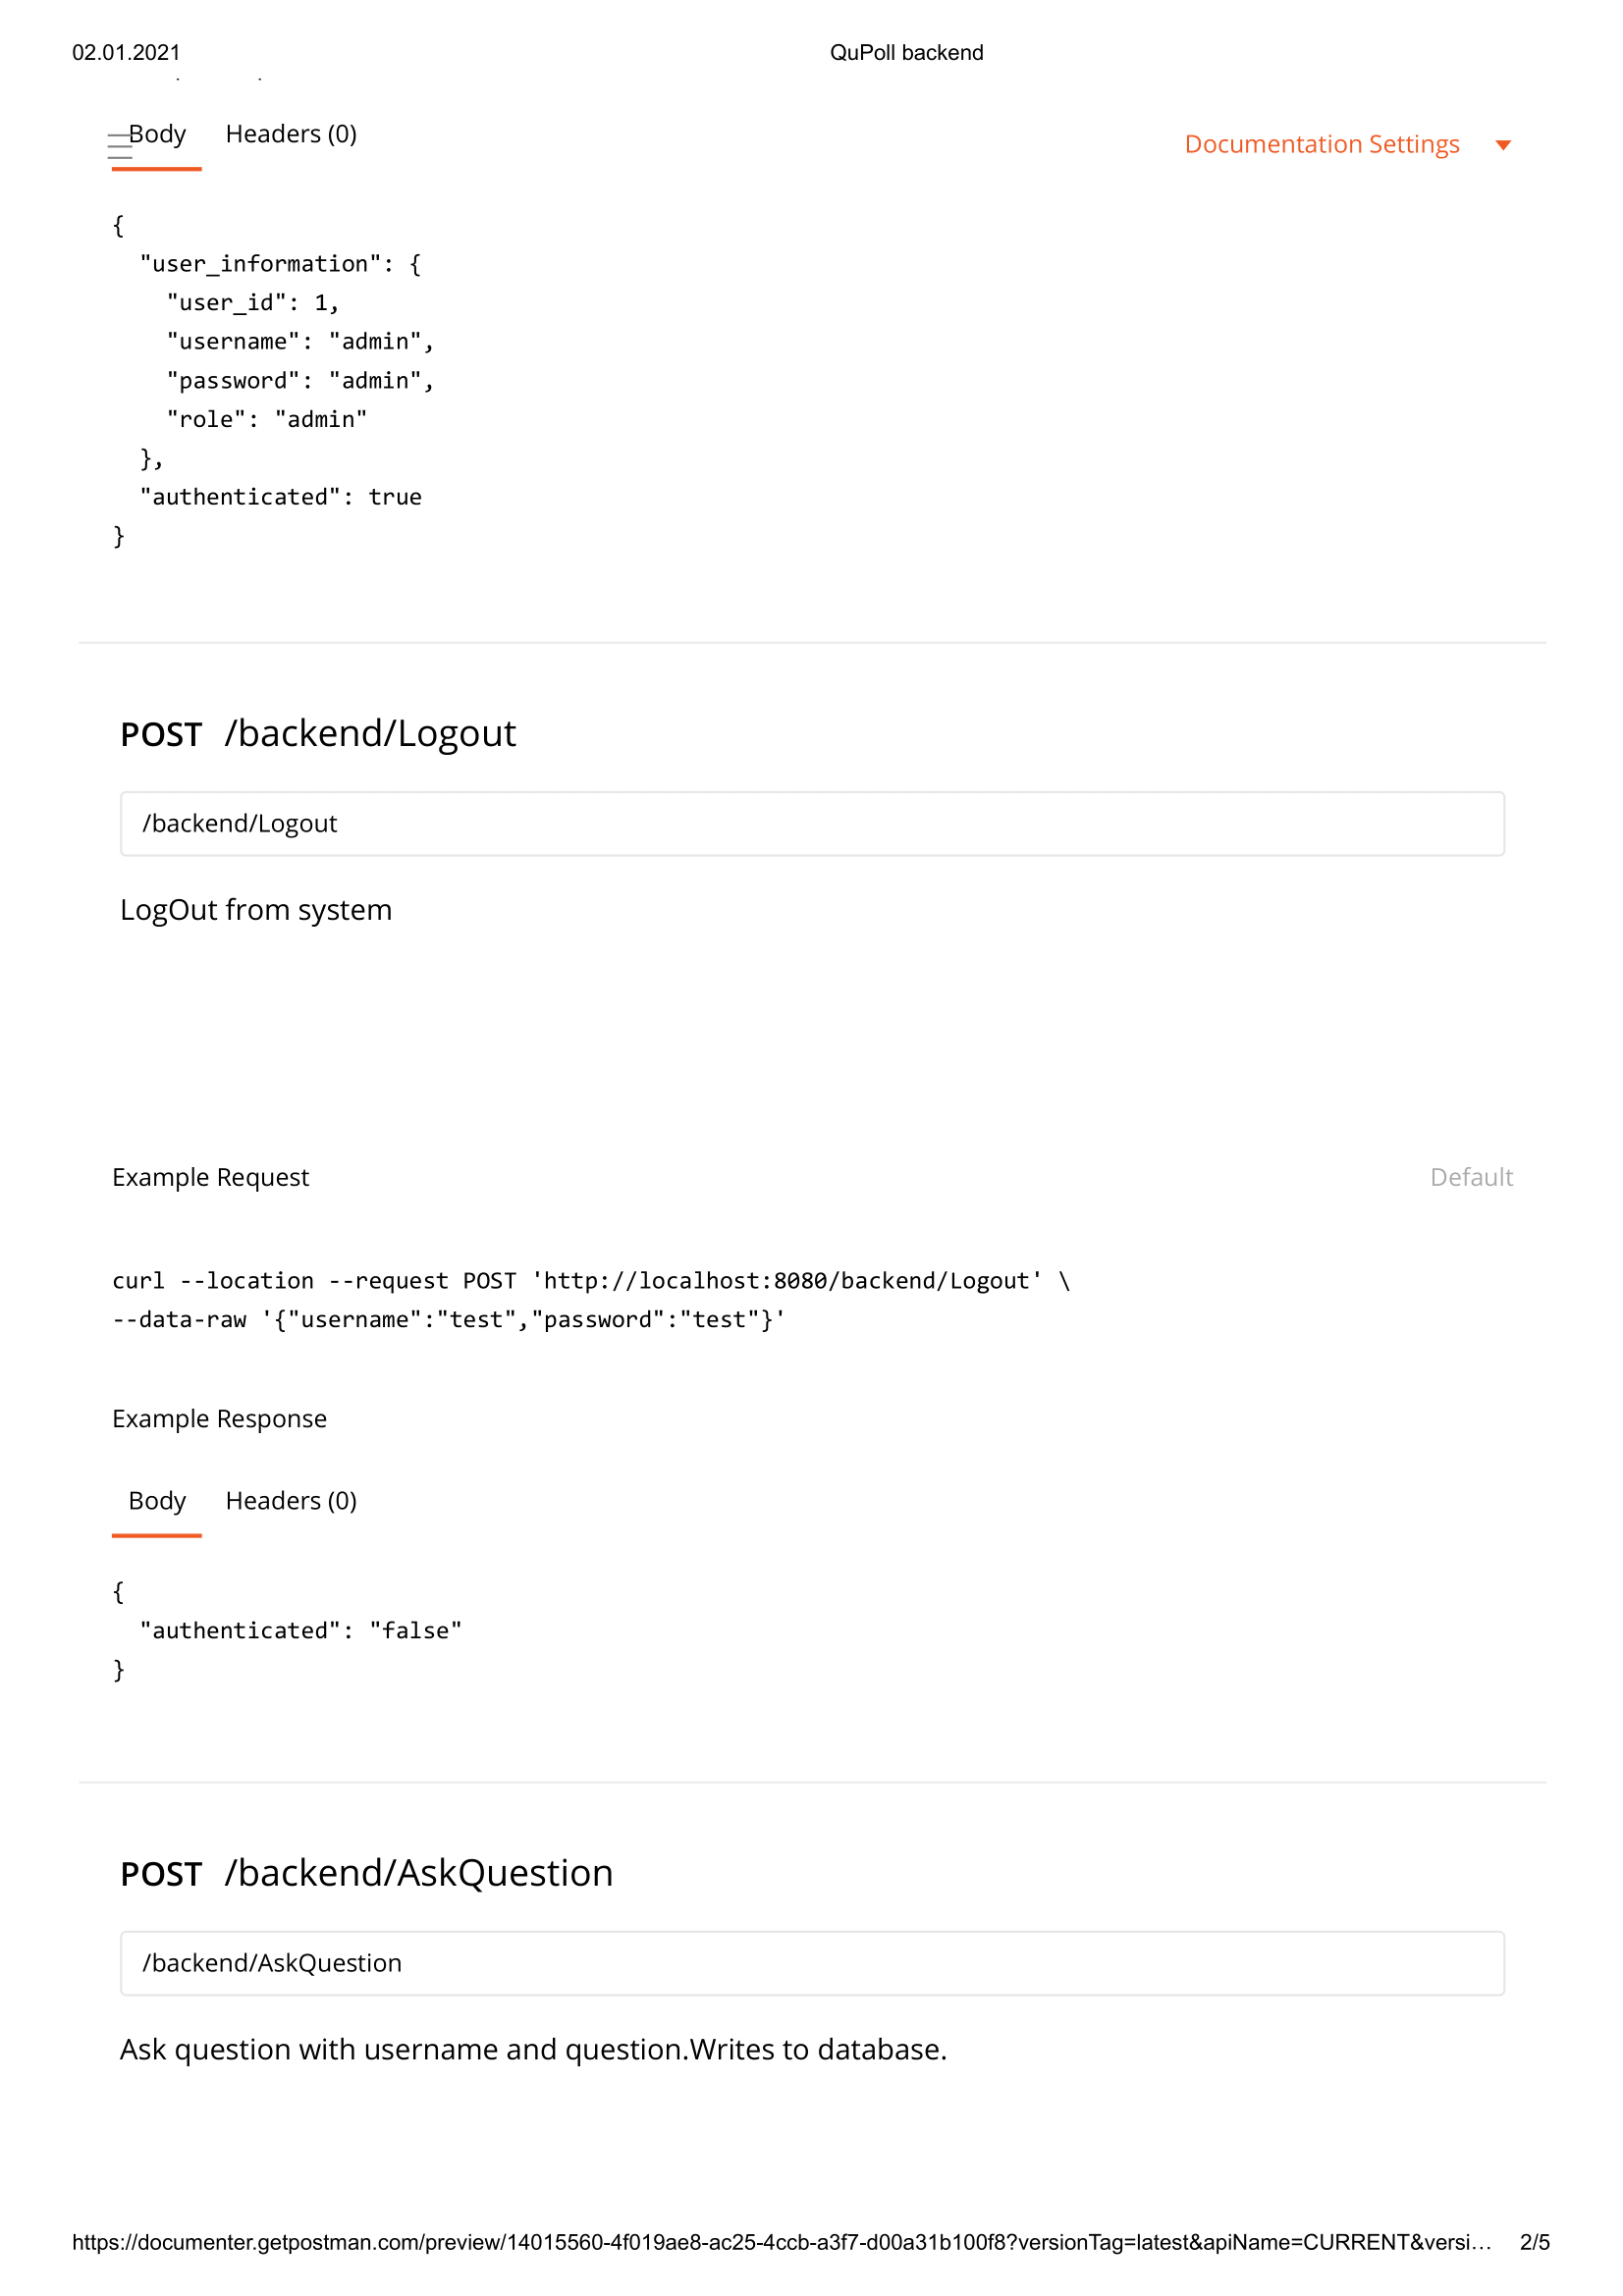 02.01.2021 QuPoll backend
Body Headers (0) Documentation Settings
{
  "user_information": {
    "user_id": 1,
    "username": "admin",
    "password": "admin",
    "role": "admin"
  },
  "authenticated": true
}
POST /backend/Logout
/backend/Logout
LogOut from system
Example Request Default
curl --location --request POST 'http://localhost:8080/backend/Logout' \
--data-raw '{"username":"test","password":"test"}'
Example Response
Body Headers (0)
{
  "authenticated": "false"
}
POST /backend/AskQuestion
/backend/AskQuestion
Ask question with username and question.Writes to database.
https://documenter.getpostman.com/preview/14015560-4f019ae8-ac25-4ccb-a3f7-d00a31b100f8?versionTag=latest&apiName=CURRENT&versi… 2/5